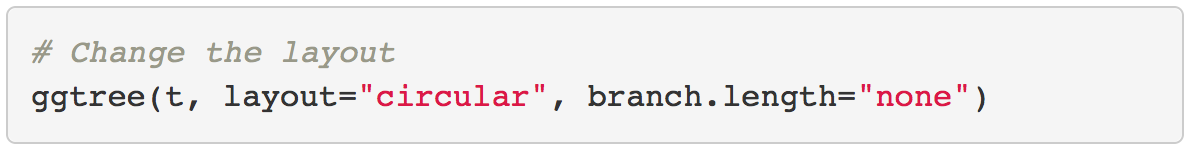 # Change the layout
ggtree(t, layout="circular", branch.length="none")